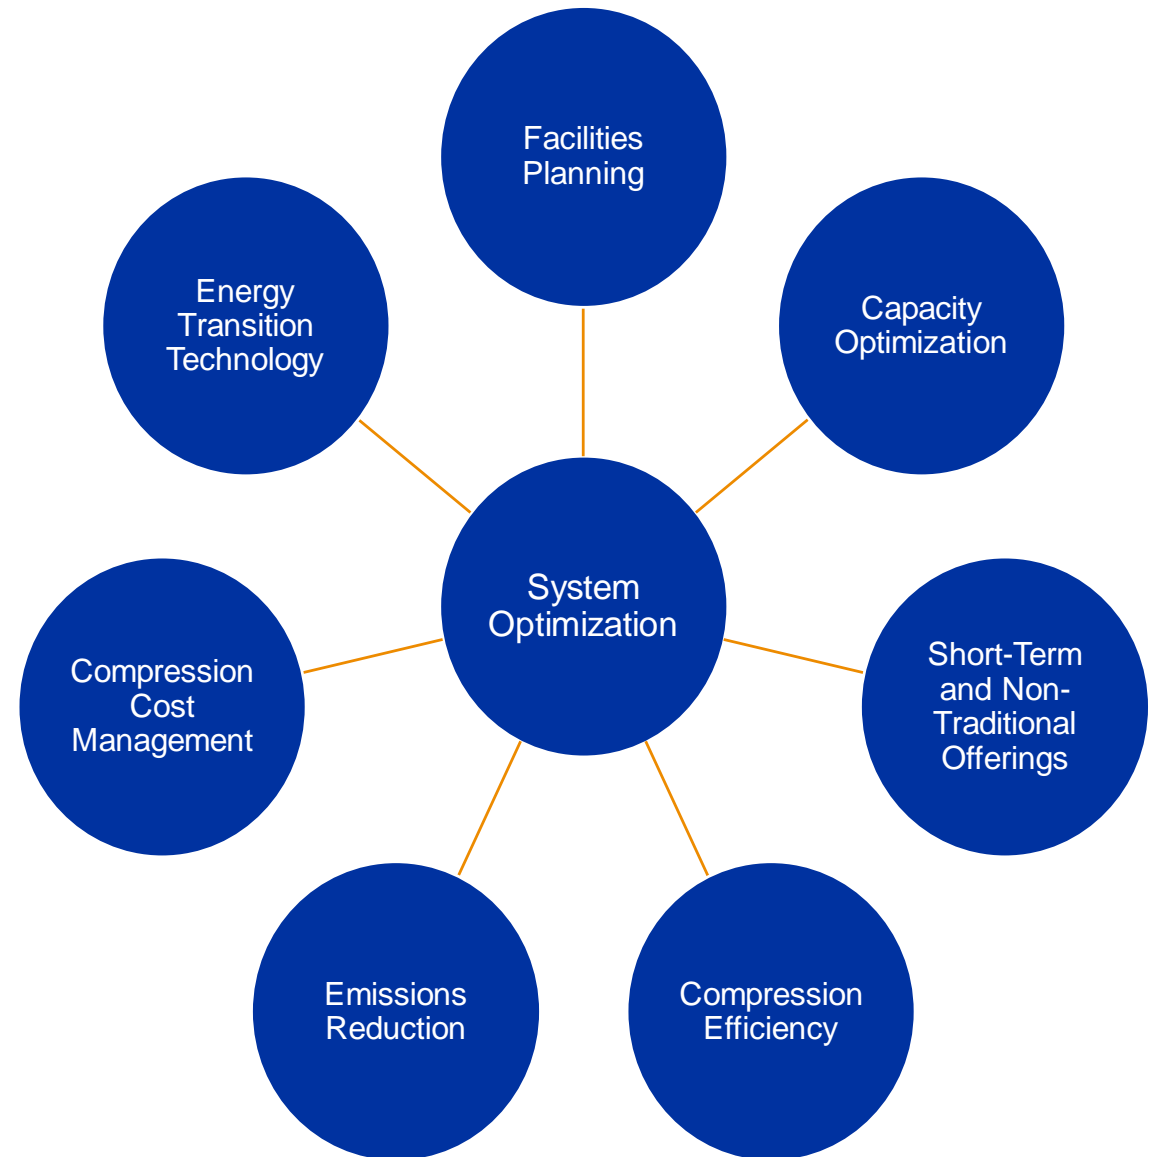 Facilities
Planning
Capacity
Optimization
Short-Term
and Non-
Traditional
Offerings
Compression
Efficiency
Emissions
Reduction
Compression
Cost
Management
Energy
Transition
Technology
System
Optimization